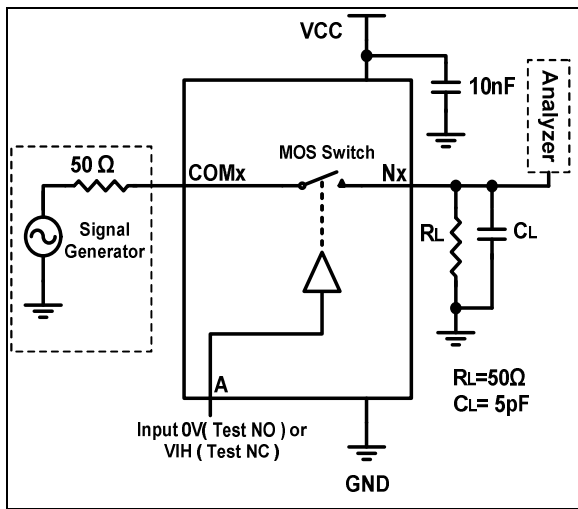 VCC
10nF
Analyzer
50 Ω
COMx
MOS Switch
Nx
Signal
Generator
RL
CL
A
RL=50Ω
CL= 5pF
Input 0V( Test NO ) or
VIH ( Test NC )
GND